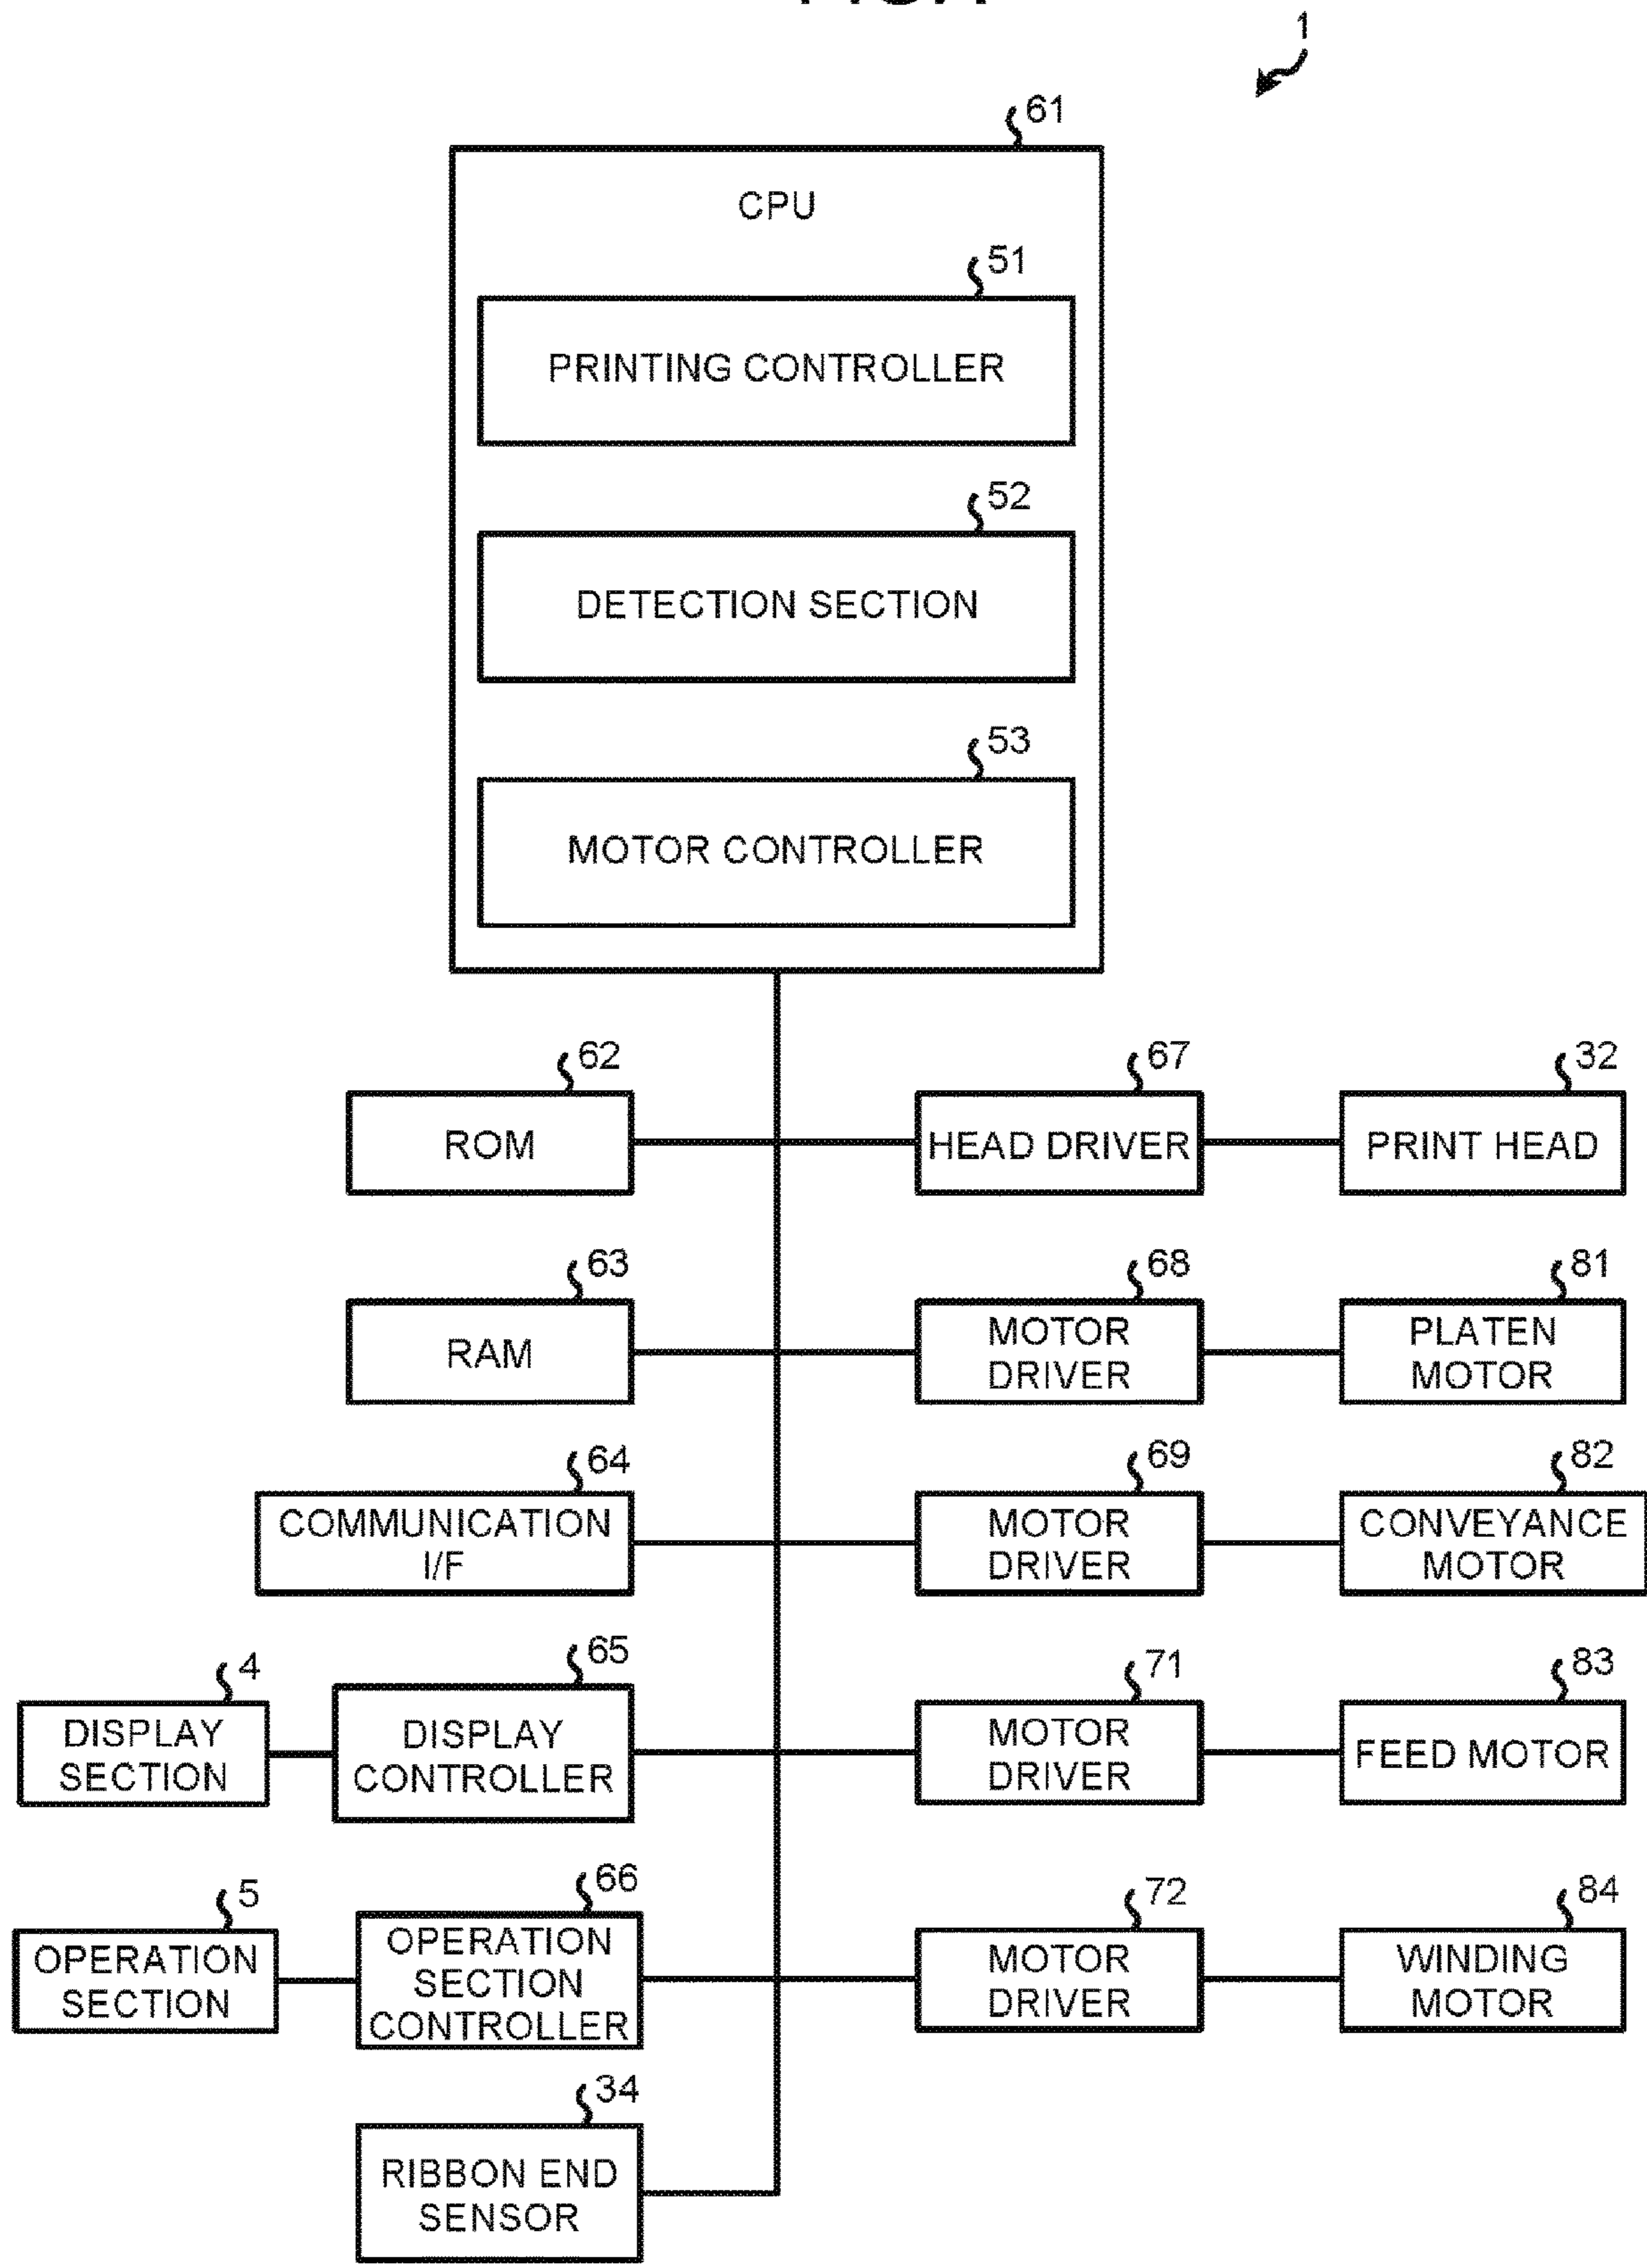 1
61
CPU
51
PRINTING CONTROLLER
52
DETECTION SECTION
53
MOTOR CONTROLLER
62
ROM
67
HEAD DRIVER
32
PRINT HEAD
63
RAM
68
MOTOR
DRIVER
81
PLATEN
MOTOR
64
COMMUNICATION
I/F
69
MOTOR
DRIVER
82
CONVEYANCE
MOTOR
4
DISPLAY
SECTION
65
DISPLAY
CONTROLLER
71
MOTOR
DRIVER
83
FEED MOTOR
5
OPERATION
SECTION
66
OPERATION
SECTION
CONTROLLER
72
MOTOR
DRIVER
84
WINDING
MOTOR
34
RIBBON END
SENSOR